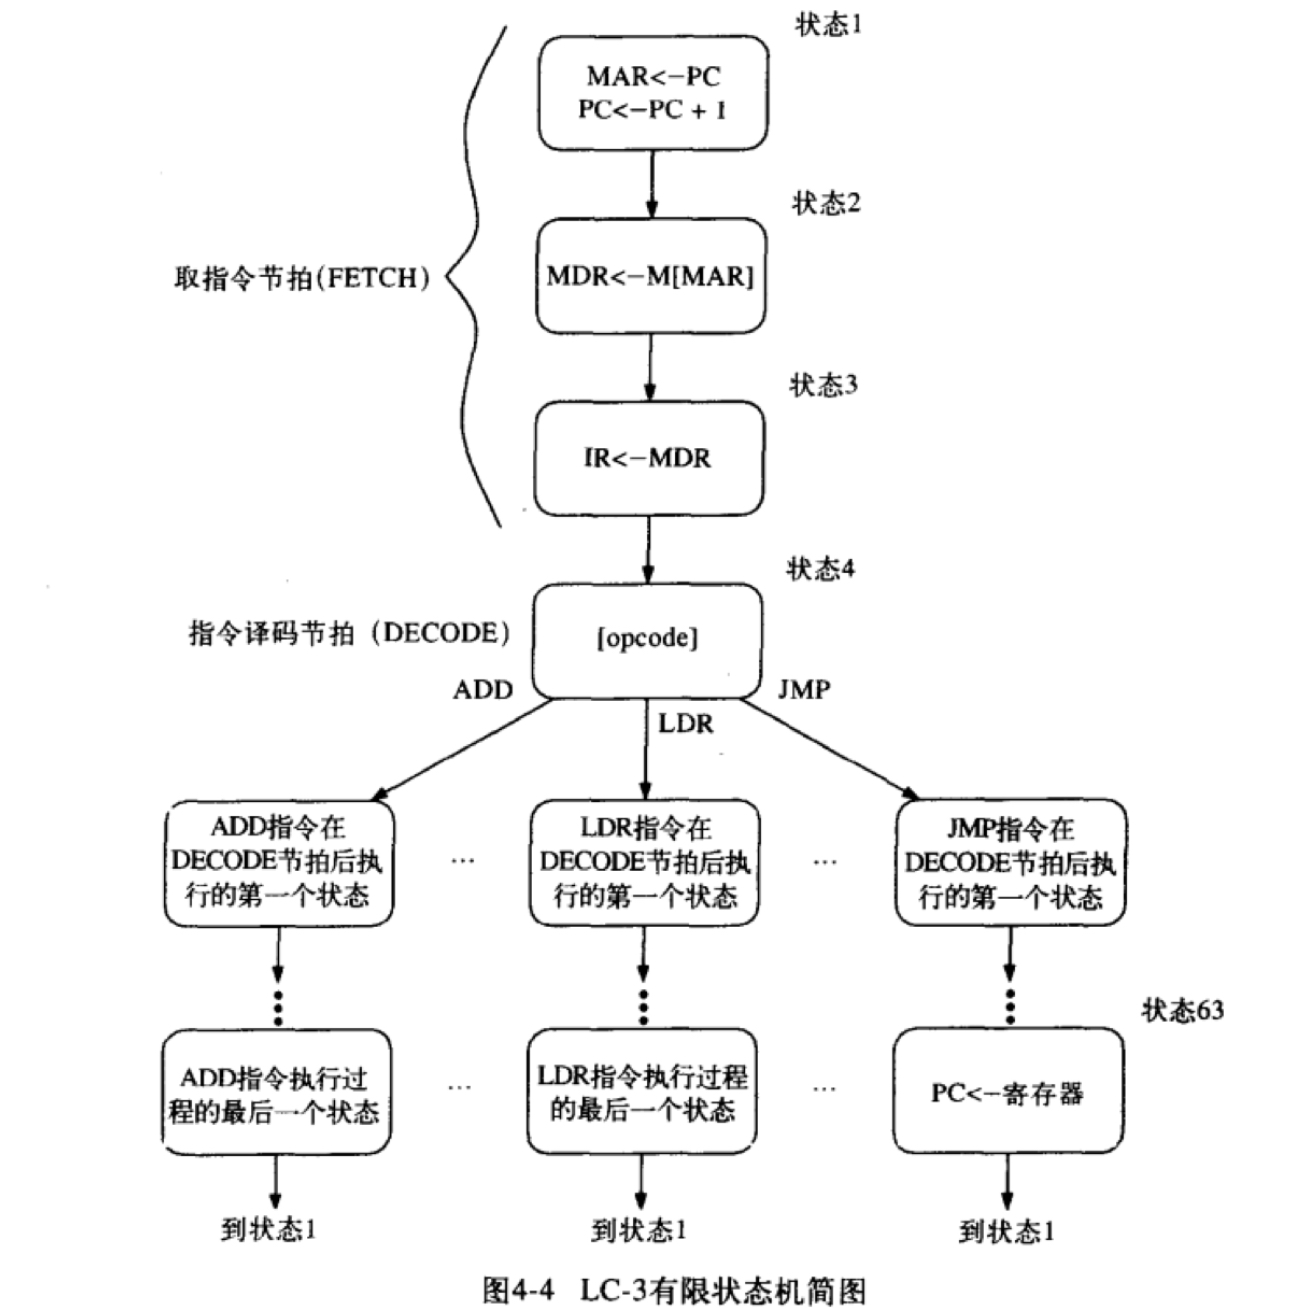 状态1
MAR<-PC
PC<-PC + 1
状态2
取指令节拍(FETCH)
MDR<-M[MAR]
状态3
IR<-MDR
状态4
指令译码节拍（DECODE）
[opcode]
ADD
LDR
JMP
ADD指令在
DECODE节拍后执
行的第一个状态
...
LDR指令在
DECODE节拍后执
行的第一个状态
...
JMP指令在
DECODE节拍后执
行的第一个状态
状态63
ADD指令执行过
程的最后一个状态
...
LDR指令执行过程
的最后一个状态
...
PC<-寄存器
到状态1
到状态1
到状态1
图4-4 LC-3有限状态机简图